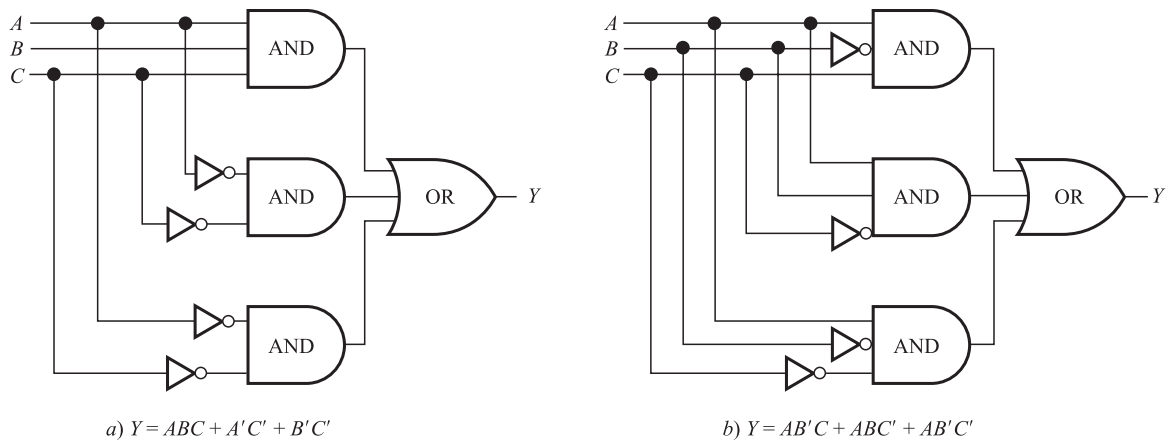 A
B
C
AND
AND
AND
OR
Y
a) Y = ABC + A′C′ + B′C′
A
B
C
AND
AND
AND
OR
Y
b) Y = AB′C + ABC′ + AB′C′